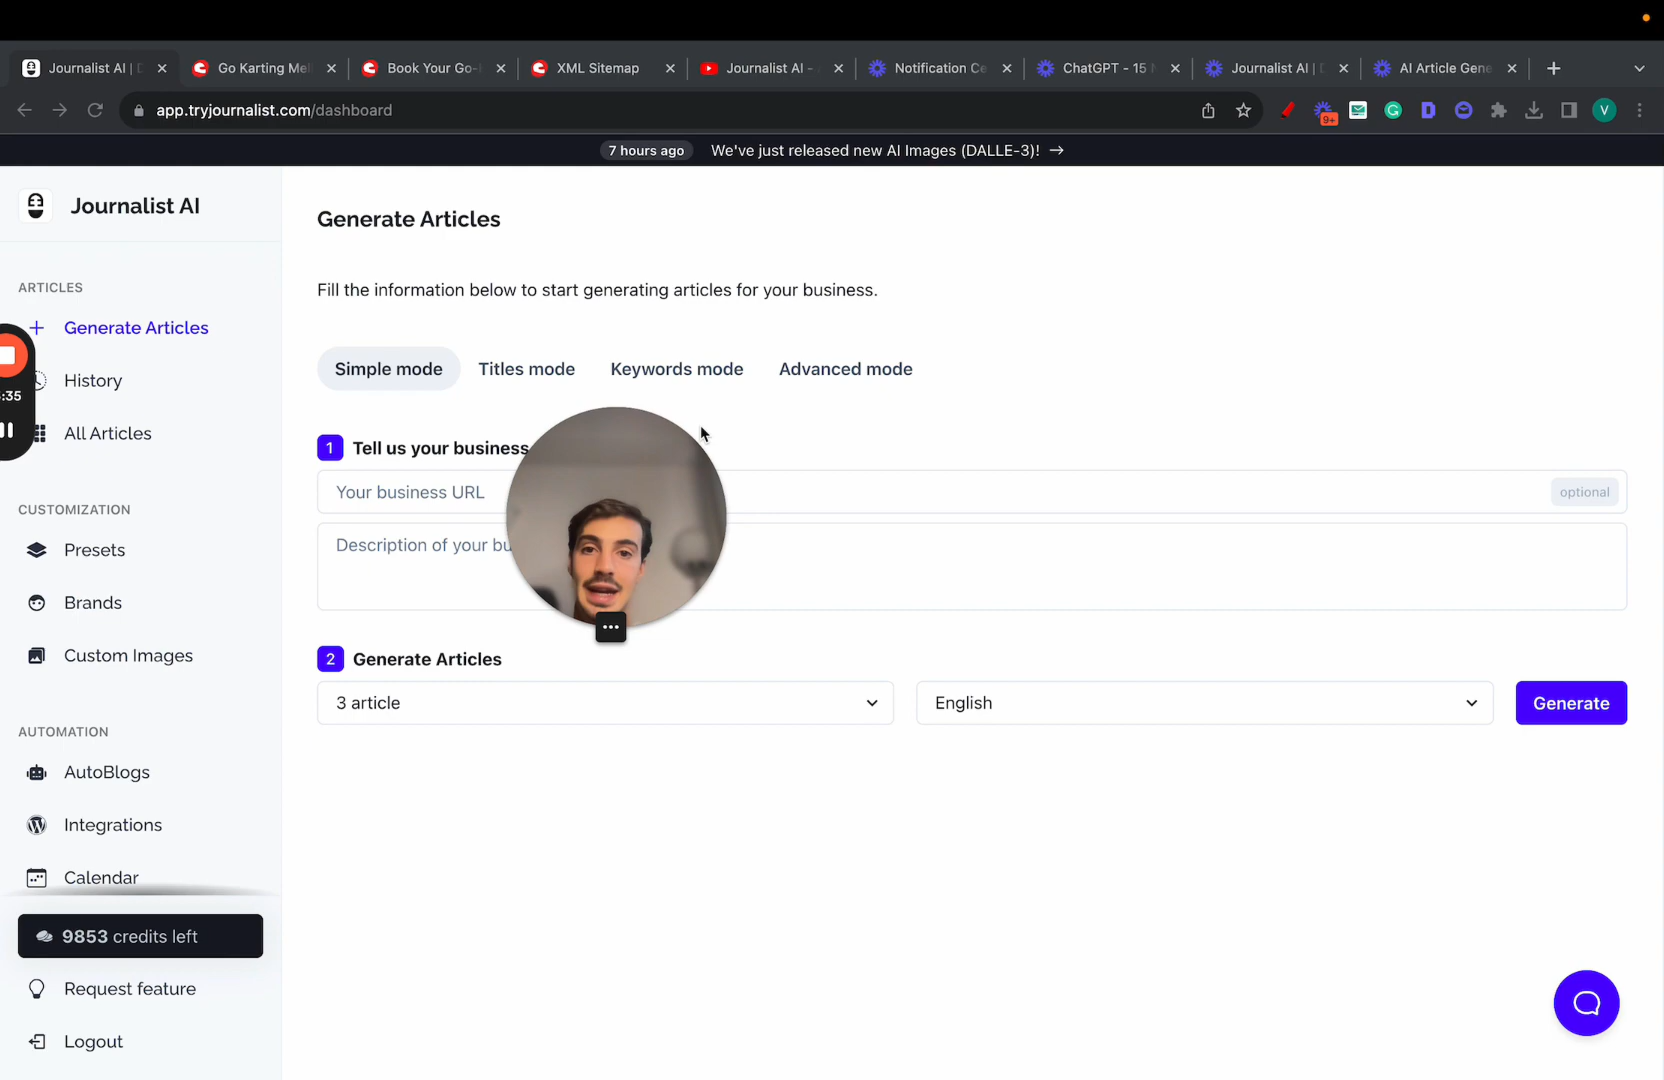 Journalist AI | D
Go Karting Mel
Book Your Go-
XML Sitemap
Journalist AI -
Notification Ce
ChatGPT - 15
Journalist AI | D
AI Article Gene
app.tryjournalist.com/dashboard
9+
G
D
V
7 hours ago We've just released new AI Images (DALLE-3)! →
Journalist AI
ARTICLES
Generate Articles
History
:35
All Articles
CUSTOMIZATION
Presets
Brands
Custom Images
AUTOMATION
AutoBlogs
Integrations
Calendar
9853 credits left
Request feature
Logout
Generate Articles
Fill the information below to start generating articles for your business.
Simple mode Titles mode Keywords mode Advanced mode
1 Tell us your business
Your business URL optional
Description of your bu
2 Generate Articles
3 article English Generate